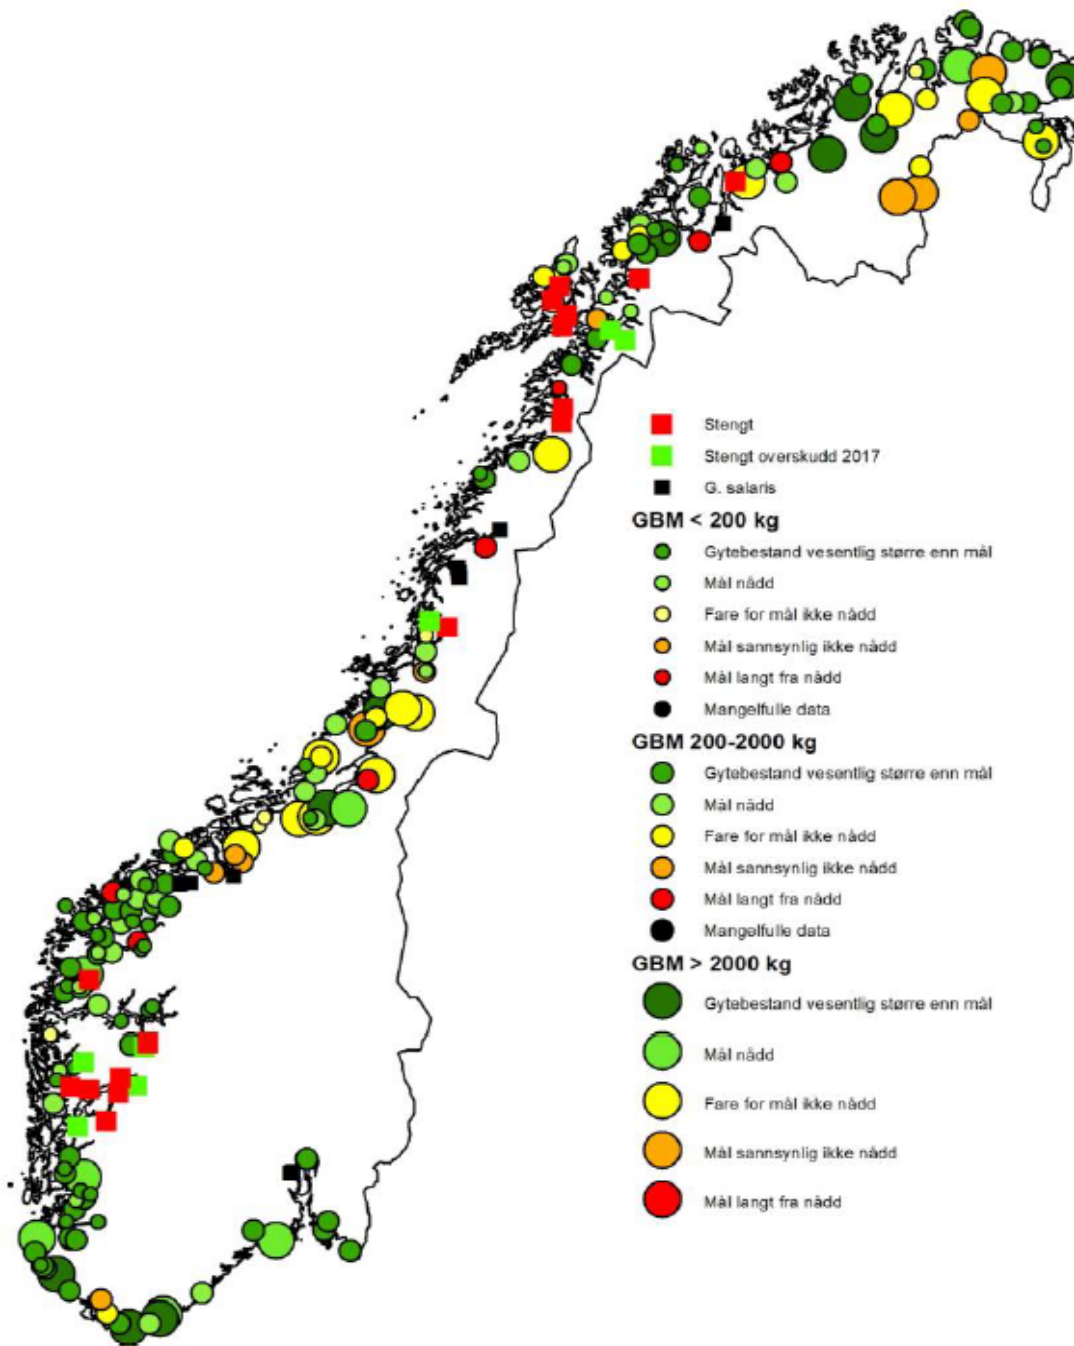 Stengt
Stengt overskudd 2017
G. salaris
GBM < 200 kg
Gytebestand vesentlig større enn mål
Mål nådd
Fare for mål ikke nådd
Mål sannsynlig ikke nådd
Mål langt fra nådd
Mangelfulle data
GBM 200-2000 kg
Gytebestand vesentlig større enn mål
Mål nådd
Fare for mål ikke nådd
Mål sannsynlig ikke nådd
Mål langt fra nådd
Mangelfulle data
GBM > 2000 kg
Gytebestand vesentlig større enn mål
Mål nådd
Fare for mål ikke nådd
Mål sannsynlig ikke nådd
Mål langt fra nådd